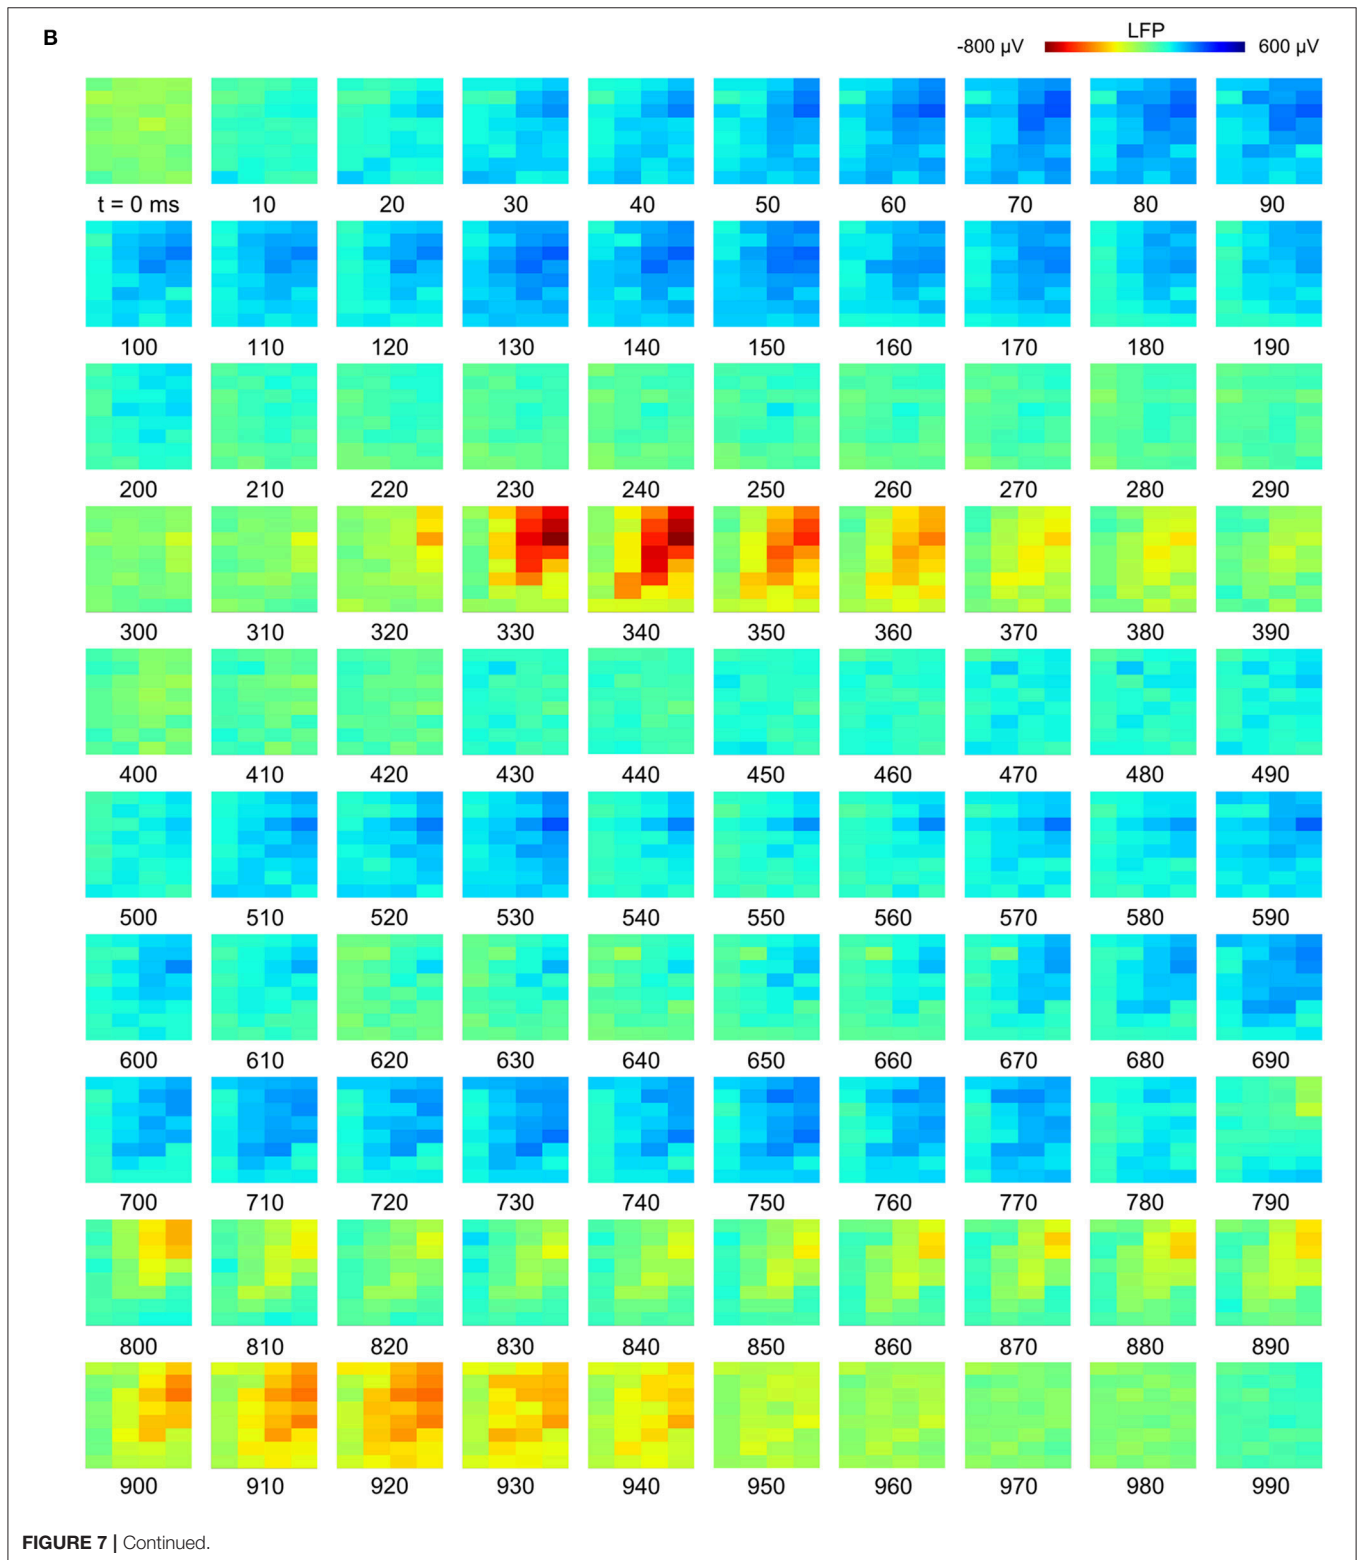 B
LFP
-800 µV 600 µV
t = 0 ms 10 20 30 40 50 60 70 80 90
100 110 120 130 140 150 160 170 180 190
200 210 220 230 240 250 260 270 280 290
300 310 320 330 340 350 360 370 380 390
400 410 420 430 440 450 460 470 480 490
500 510 520 530 540 550 560 570 580 590
600 610 620 630 640 650 660 670 680 690
700 710 720 730 740 750 760 770 780 790
800 810 820 830 840 850 860 870 880 890
900 910 920 930 940 950 960 970 980 990
FIGURE 7 | Continued.